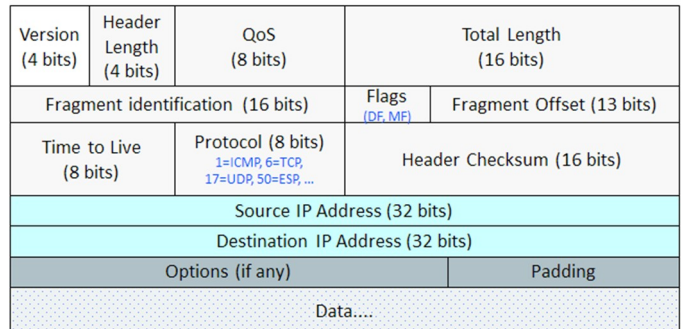 Version
(4 bits)
Header
Length
(4 bits)
QoS
(8 bits)
Total Length
(16 bits)
Fragment identification (16 bits)
Flags
(DF, MF)
Fragment Offset (13 bits)
Time to Live
(8 bits)
Protocol (8 bits)
1=ICMP, 6=TCP,
17=UDP, 50=ESP, ...
Header Checksum (16 bits)
Source IP Address (32 bits)
Destination IP Address (32 bits)
Options (if any)
Padding
Data....